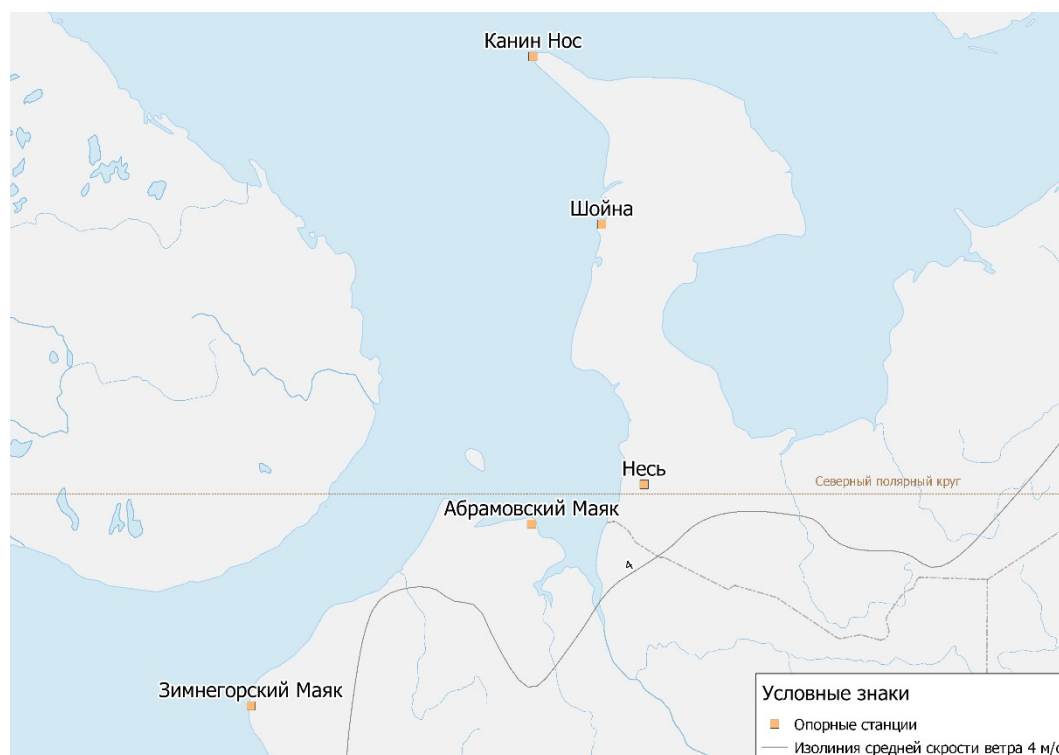 Канин Нос
Шойна
Несь
Северный полярный круг
Абрамовский Маяк
4
Зимнегорский Маяк
Условные знаки
Опорные станции
Изолиния средней скрости ветра 4 м/с